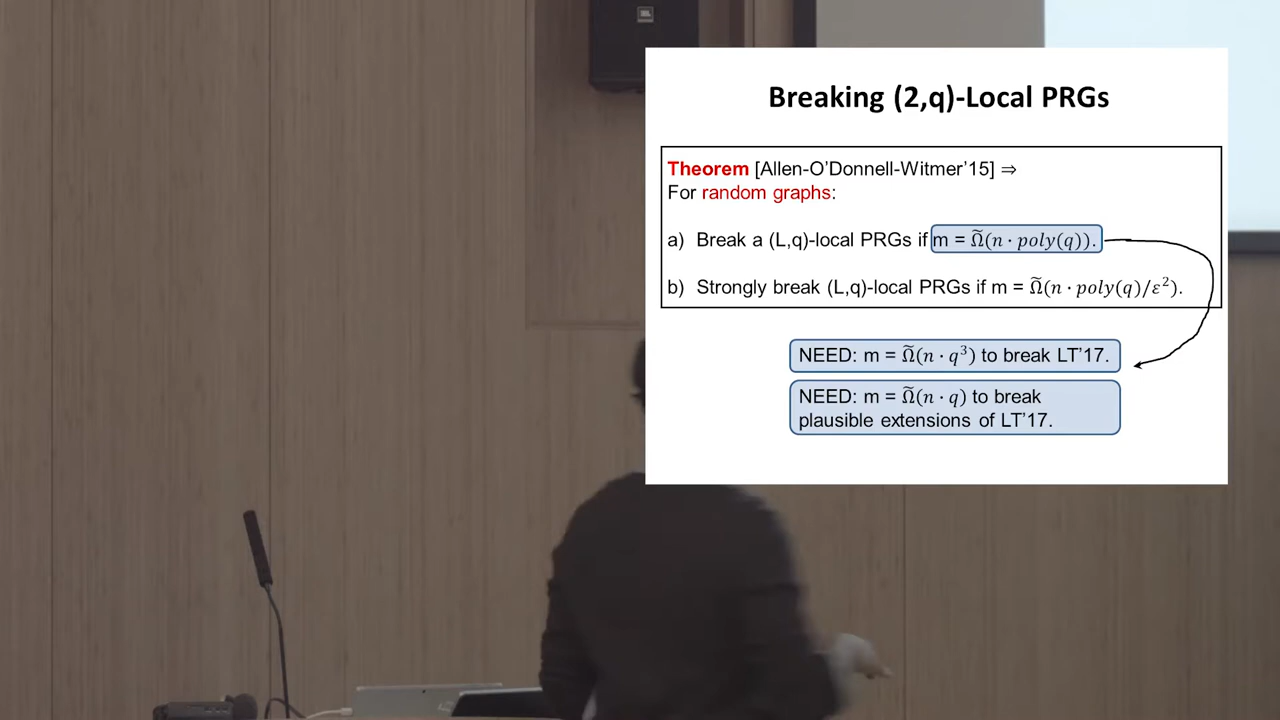 JBL
Breaking (2,q)-Local PRGs
Theorem [Allen-O'Donnell-Witmer'15] ⇒
For random graphs:
a) Break a (L,q)-local PRGs if m = Ω̃(n · poly(q)).
b) Strongly break (L,q)-local PRGs if m = Ω̃(n · poly(q)/ε²).
NEED: m = Ω̃(n · q³) to break LT'17.
NEED: m = Ω̃(n · q) to break
plausible extensions of LT'17.